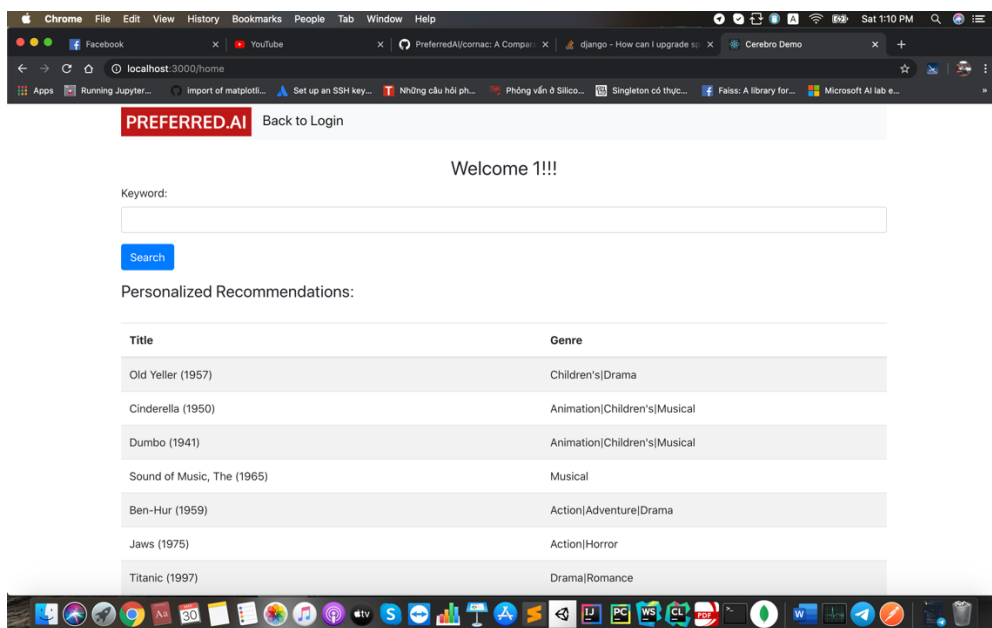 Chrome File Edit View History Bookmarks People Tab Window Help Sat 1:10 PM
Facebook YouTube PreferredAI/cornac: A Compar django - How can I upgrade sp Cerebro Demo
localhost:3000/home
Apps Running Jupyter... import of matplotli... Set up an SSH key... Những câu hỏi ph... Phỏng vấn ở Silico... Singleton có thực... Faiss: A library for... Microsoft AI lab e... »
PREFERRED.AI Back to Login
Welcome 1!!!
Keyword:
Search
Personalized Recommendations:
Title Genre
Old Yeller (1957) Children's|Drama
Cinderella (1950) Animation|Children's|Musical
Dumbo (1941) Animation|Children's|Musical
Sound of Music, The (1965) Musical
Ben-Hur (1959) Action|Adventure|Drama
Jaws (1975) Action|Horror
Titanic (1997) Drama|Romance